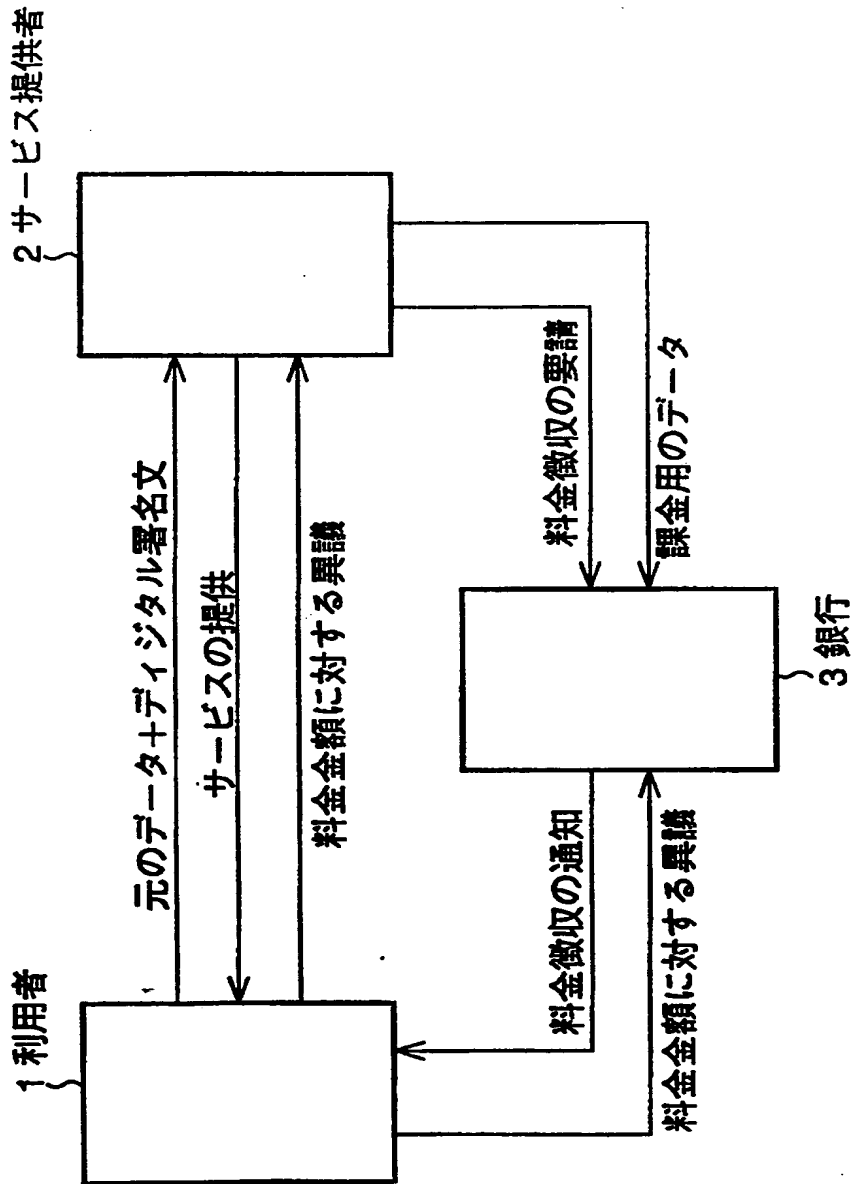 1 利用者
2 サービス提供者
元のデータ+ディジタル署名文
サービスの提供
料金金額に対する異議
料金徴収の通知
料金徴収の要請
料金金額に対する異議
課金用のデータ
3 銀行